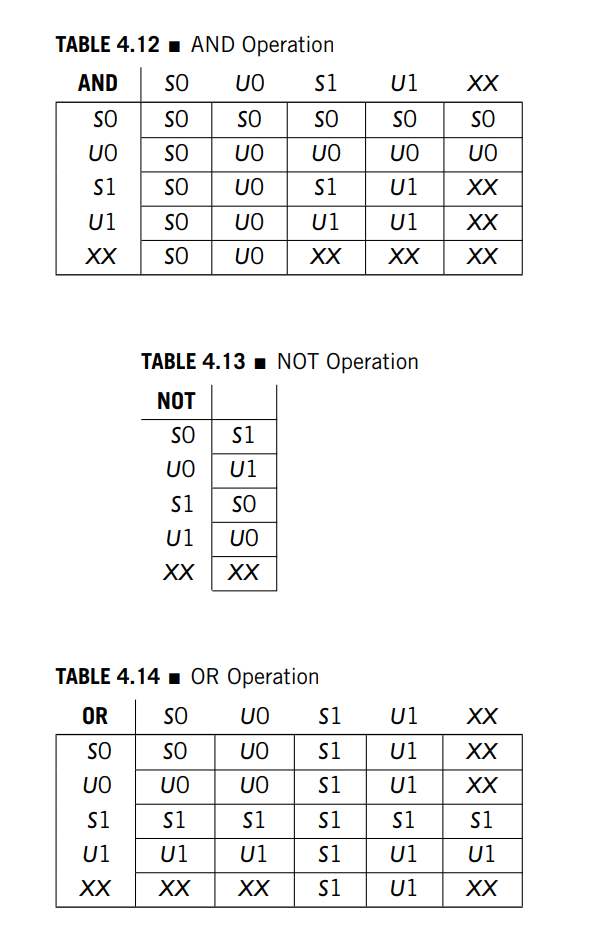 TABLE 4.12 ■ AND Operation
AND S0 U0 S1 U1 XX
S0 S0 S0 S0 S0 S0
U0 S0 U0 U0 U0 U0
S1 S0 U0 S1 U1 XX
U1 S0 U0 U1 U1 XX
XX S0 U0 XX XX XX
TABLE 4.13 ■ NOT Operation
NOT
S0 S1
U0 U1
S1 S0
U1 U0
XX XX
TABLE 4.14 ■ OR Operation
OR S0 U0 S1 U1 XX
S0 S0 U0 S1 U1 XX
U0 U0 U0 S1 U1 XX
S1 S1 S1 S1 S1 S1
U1 U1 U1 S1 U1 U1
XX XX XX S1 U1 XX